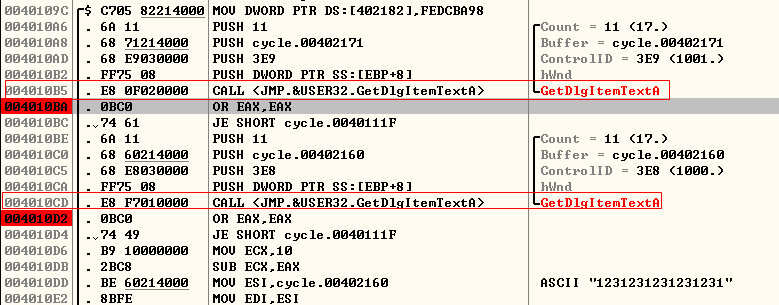 0040109C $ C705 82214000 MOV DWORD PTR DS:[402182],FEDCBA98
004010A6 . 6A 11 PUSH 11 Count = 11 (17.)
004010A8 . 68 71214000 PUSH cycle.00402171 Buffer = cycle.00402171
004010AD . 68 E9030000 PUSH 3E9 ControlID = 3E9 (1001.)
004010B2 . FF75 08 PUSH DWORD PTR SS:[EBP+8] hWnd
004010B5 . E8 0F020000 CALL <JMP.&USER32.GetDlgItemTextA> GetDlgItemTextA
004010BA . 0BC0 OR EAX,EAX
004010BC .v 74 61 JE SHORT cycle.0040111F
004010BE . 6A 11 PUSH 11 Count = 11 (17.)
004010C0 . 68 60214000 PUSH cycle.00402160 Buffer = cycle.00402160
004010C5 . 68 E8030000 PUSH 3E8 ControlID = 3E8 (1000.)
004010CA . FF75 08 PUSH DWORD PTR SS:[EBP+8] hWnd
004010CD . E8 F7010000 CALL <JMP.&USER32.GetDlgItemTextA> GetDlgItemTextA
004010D2 . 0BC0 OR EAX,EAX
004010D4 .v 74 49 JE SHORT cycle.0040111F
004010D6 . B9 10000000 MOV ECX,10
004010DB . 2BC8 SUB ECX,EAX
004010DD . BE 60214000 MOV ESI,cycle.00402160 ASCII "1231231231231231"
004010E2 . 8BFE MOV EDI,ESI